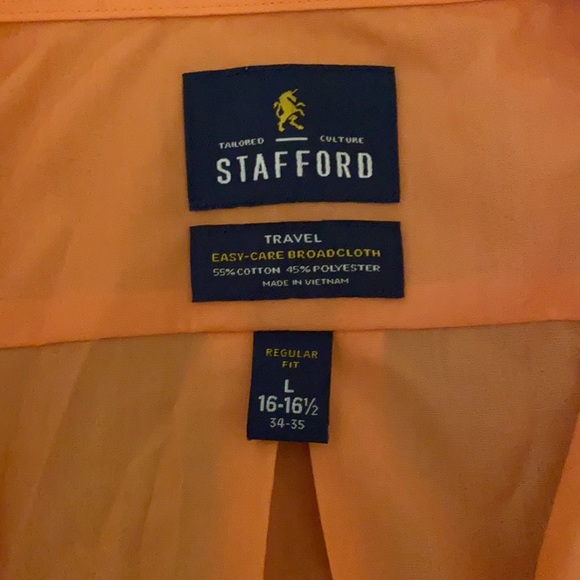 TAILORED CULTURE
STAFFORD
TRAVEL
EASY-CARE BROADCLOTH
55% COTTON 45% POLYESTER
MADE IN VIETNAM
REGULAR
FIT
L
16-16½
34-35